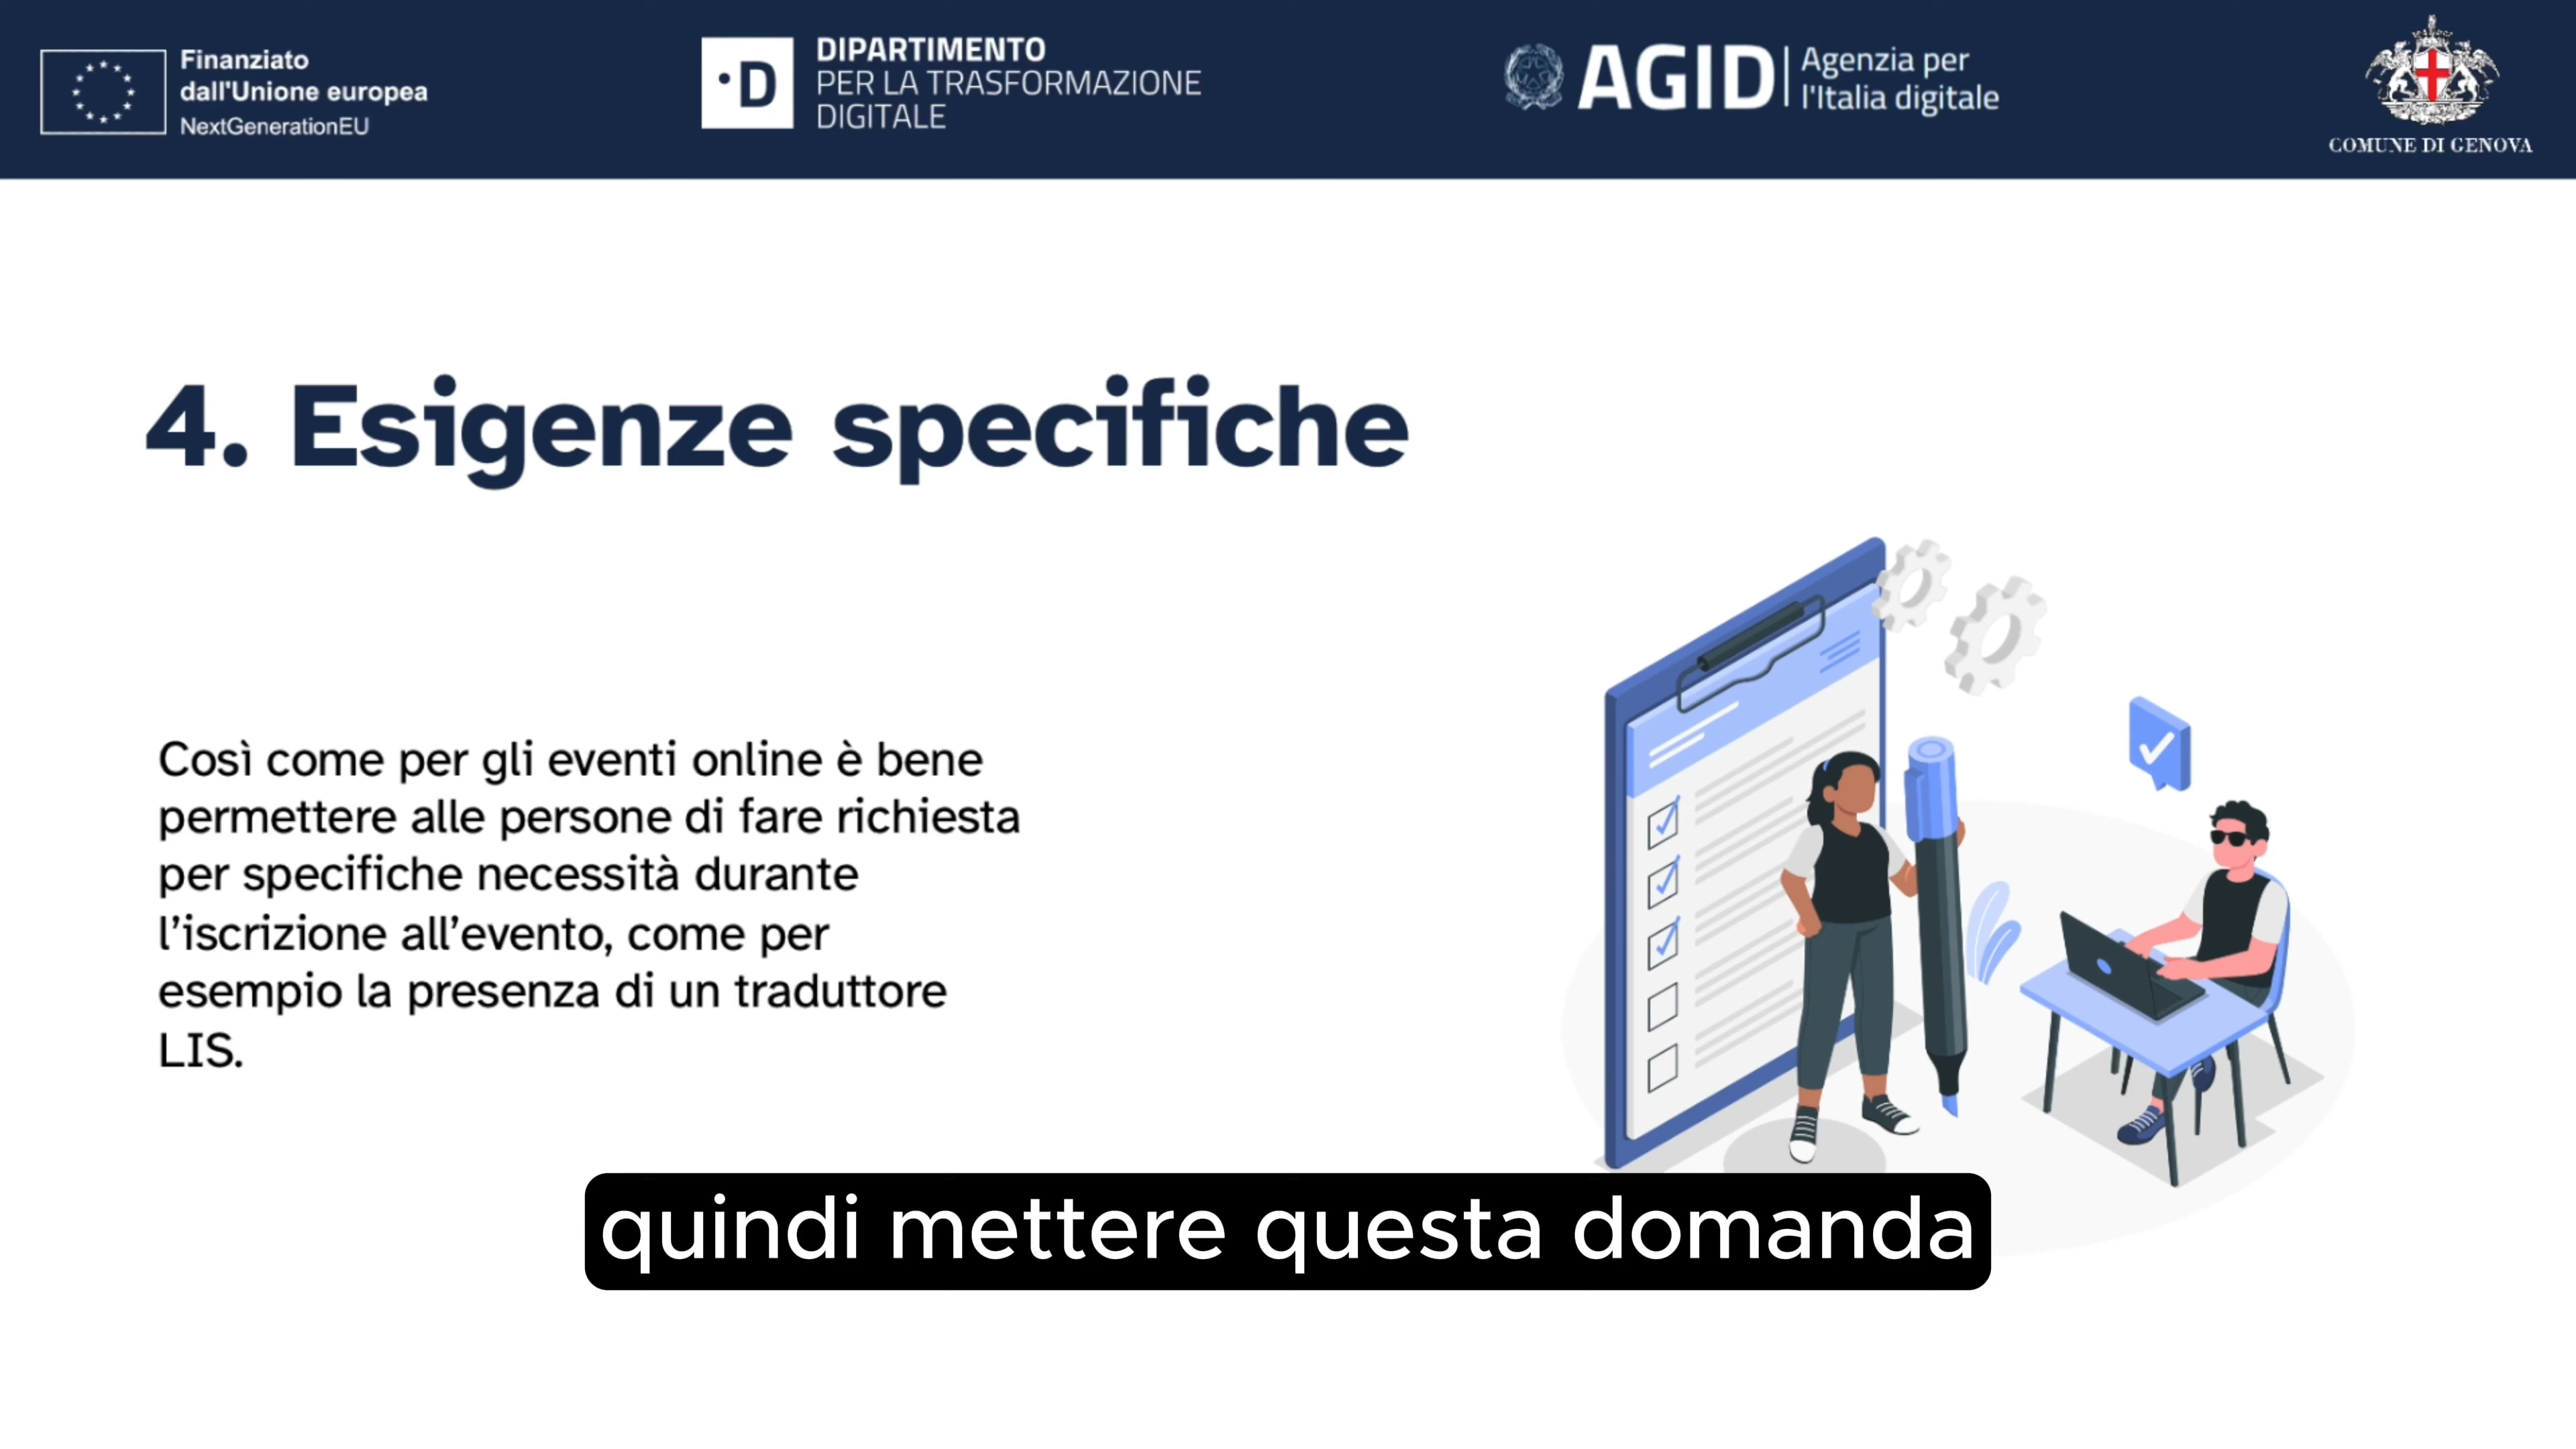 Finanziato
dall'Unione europea
NextGenerationEU
•D
DIPARTIMENTO
PER LA TRASFORMAZIONE
DIGITALE
AGID
Agenzia per
l'Italia digitale
COMUNE DI GENOVA
4. Esigenze specifiche
Così come per gli eventi online è bene
permettere alle persone di fare richiesta
per specifiche necessità durante
l’iscrizione all’evento, come per
esempio la presenza di un traduttore
LIS.
quindi mettere questa domanda